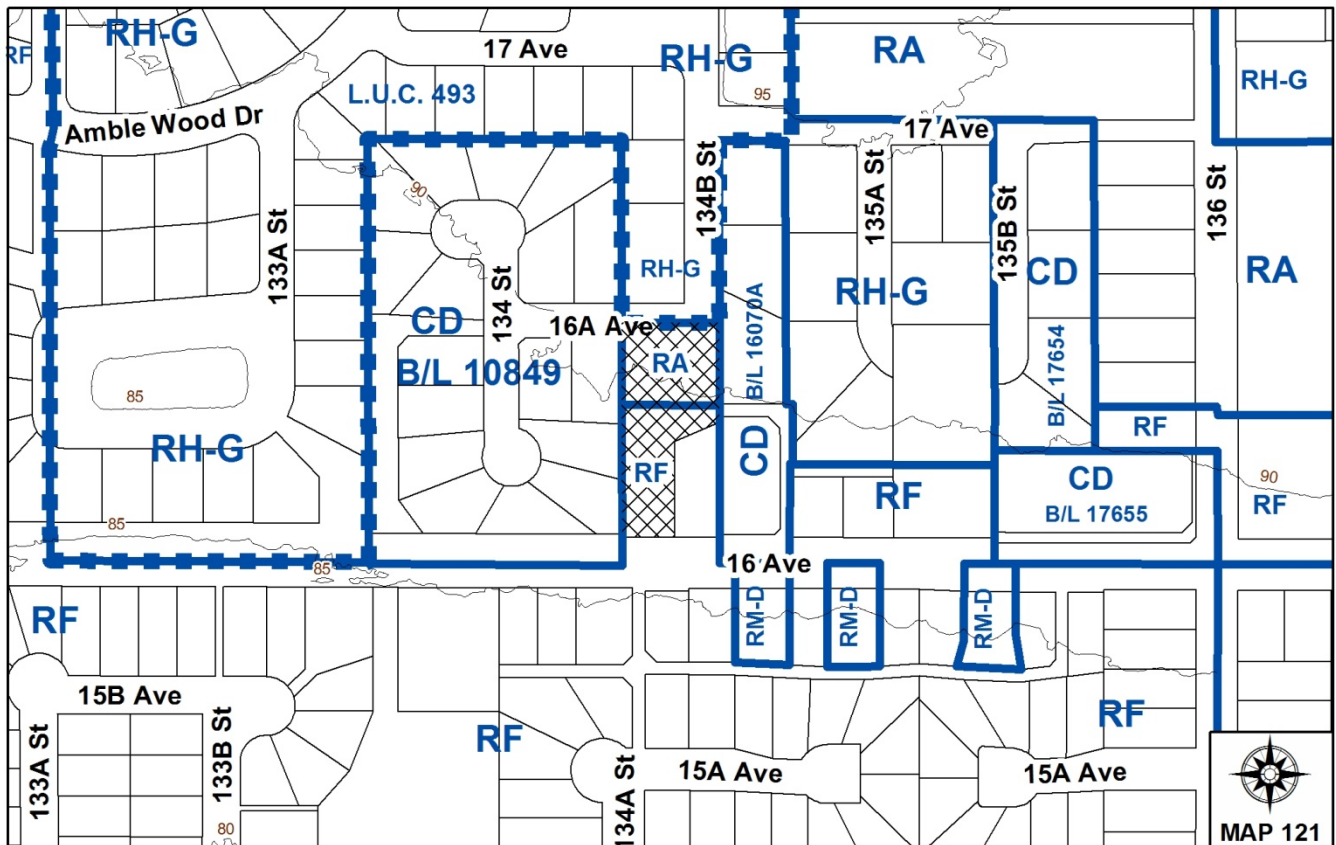 RH-G
17 Ave
RH-G
RA
RF
RH-G
L.U.C. 493
95
Amble Wood Dr
17 Ave
134B St
135A St
136 St
90
133A St
135B St
RH-G
CD
RA
134 St
RH-G
CD
16A Ave
B/L 16070A
B/L 17654
RA
B/L 10849
85
RF
RH-G
CD
RF
RF
CD
90
B/L 17655
RF
85
16 Ave
85
RF
RM-D
RM-D
RM-D
15B Ave
RF
RF
133A St
133B St
134A St
15A Ave
15A Ave
80
MAP 121